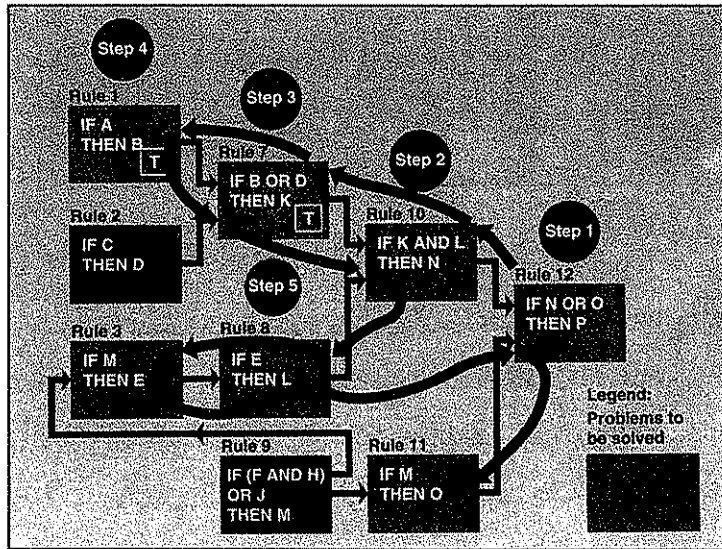 Step 4
Rule 1
IF A
THEN B
T
Step 3
Rule 7
IF B OR D
THEN K
T
Step 2
Rule 10
IF K AND L
THEN N
Step 1
Rule 12
IF N OR O
THEN P
Rule 2
IF C
THEN D
Step 5
Rule 3
IF M
THEN E
Rule 8
IF E
THEN L
Rule 9
IF (F AND H)
OR J
THEN M
Rule 11
IF M
THEN O
Legend:
Problems to
be solved